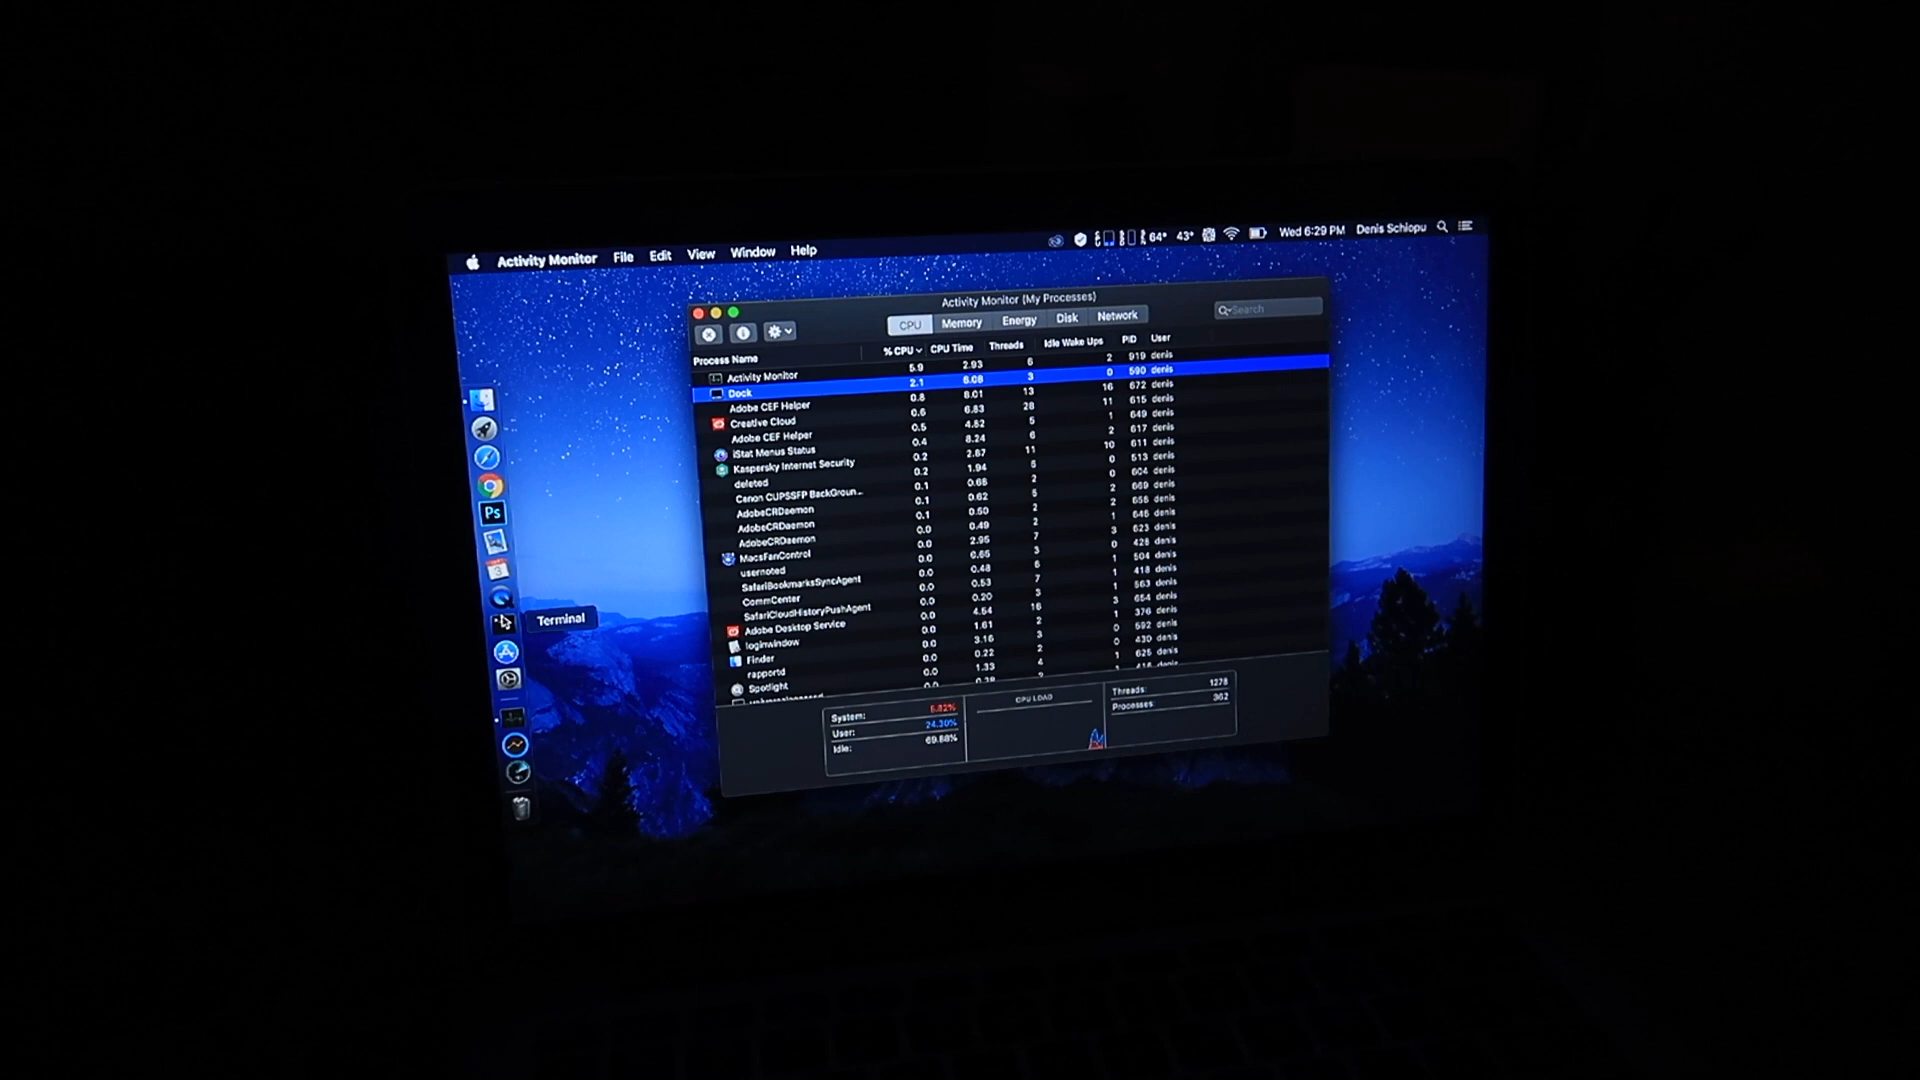 Activity Monitor File Edit View Window Help 64° 43° Wed 6:29 PM Denis Schiopu
Activity Monitor (My Processes)
CPU Memory Energy Disk Network Search
Process Name % CPU CPU Time Threads Idle Wake Ups PID User
Activity Monitor 5.9 2.93 6 2 919 denis
Dock 2.1 6.08 3 0 590 denis
Adobe CEF Helper 0.8 8.01 13 16 672 denis
Creative Cloud 0.6 6.83 28 11 615 denis
Adobe CEF Helper 0.5 4.82 5 1 649 denis
iStat Menus Status 0.4 8.24 6 2 617 denis
Kaspersky Internet Security 0.2 2.87 11 10 611 denis
deleted 0.2 1.94 5 0 513 denis
Canon CUPSSFP BackGroun... 0.1 0.68 2 0 604 denis
AdobeCRDaemon 0.1 0.62 5 2 669 denis
AdobeCRDaemon 0.1 0.50 2 2 658 denis
AdobeCRDaemon 0.0 0.49 2 1 646 denis
MacsFanControl 0.0 2.95 7 3 623 denis
usernoted 0.0 0.65 3 0 428 denis
SafariBookmarksSyncAgent 0.0 0.48 6 1 504 denis
CommCenter 0.0 0.53 7 1 418 denis
SafariCloudHistoryPushAgent 0.0 0.20 3 1 563 denis
Adobe Desktop Service 0.0 4.54 16 3 654 denis
loginwindow 0.0 1.61 2 1 376 denis
Finder 0.0 3.16 3 0 592 denis
rapportd 0.0 0.22 2 0 430 denis
Spotlight 0.0 1.33 4 1 625 denis
System: 5.82%
User: 24.30%
Idle: 69.88%
CPU LOAD
Threads: 1278
Processes: 362
Ps
3
Terminal